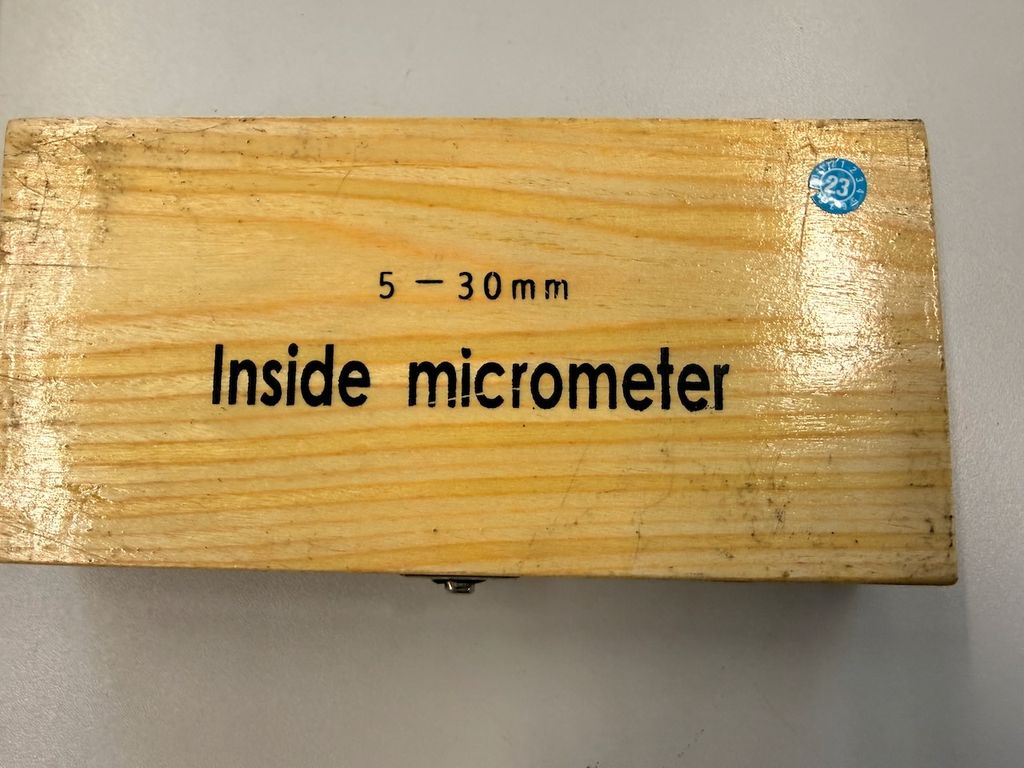 5 - 30mm
Inside micrometer
23